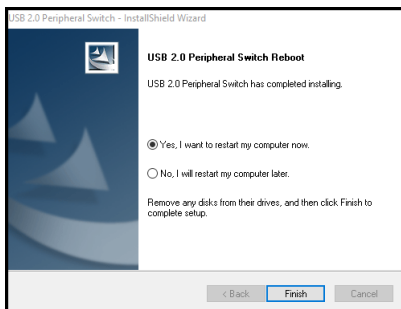 USB 2.0 Peripheral Switch - InstallShield Wizard
USB 2.0 Peripheral Switch Reboot
USB 2.0 Peripheral Switch has completed installing.
Yes, I want to restart my computer now.
No, I will restart my computer later.
Remove any disks from their drives, and then click Finish to
complete setup.
< Back Finish Cancel